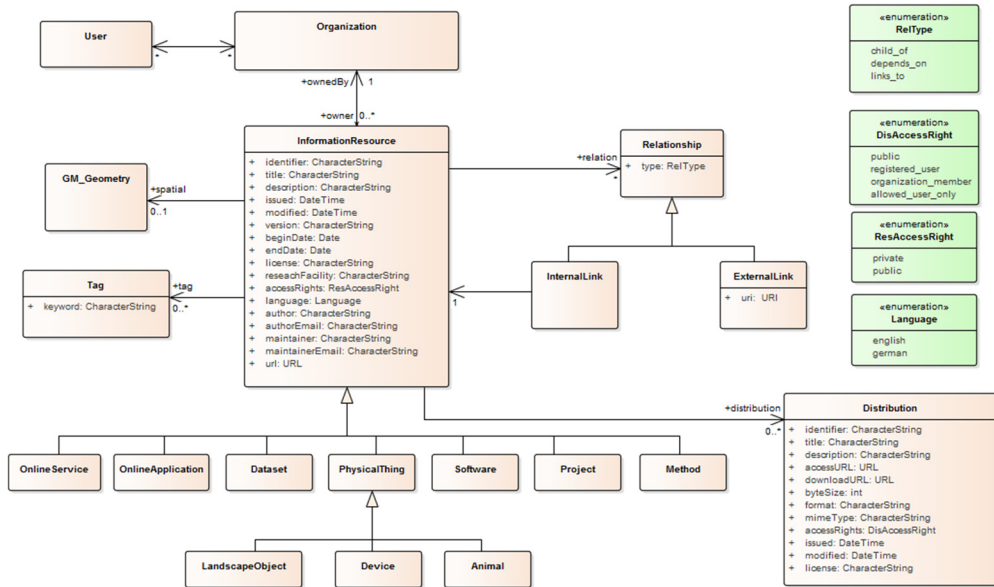 User
*
*
Organization
+ownedBy
1
+owner
0..*
InformationResource
+ identifier: CharacterString
+ title: CharacterString
+ description: CharacterString
+ issued: DateTime
+ modified: DateTime
+ version: CharacterString
+ beginDate: Date
+ endDate: Date
+ license: CharacterString
+ reseachFacility: CharacterString
+ accessRights: ResAccessRight
+ language: Language
+ author: CharacterString
+ authorEmail: CharacterString
+ maintainer: CharacterString
+ maintainerEmail: CharacterString
+ url: URL
GM_Geometry
+spatial
0..1
Tag
+ keyword: CharacterString
+tag
0..*
+relation
*
Relationship
+ type: RelType
InternalLink
1
ExternalLink
+ uri: URI
«enumeration»
RelType
child_of
depends_on
links_to
«enumeration»
DisAccessRight
public
registered_user
organization_member
allowed_user_only
«enumeration»
ResAccessRight
private
public
«enumeration»
Language
english
german
+distribution
0..*
Distribution
+ identifier: CharacterString
+ title: CharacterString
+ description: CharacterString
+ accessURL: URL
+ downloadURL: URL
+ byteSize: int
+ format: CharacterString
+ mimeType: CharacterString
+ accessRights: DisAccessRight
+ issued: DateTime
+ modified: DateTime
+ license: CharacterString
OnlineService
OnlineApplication
Dataset
PhysicalThing
Software
Project
Method
LandscapeObject
Device
Animal